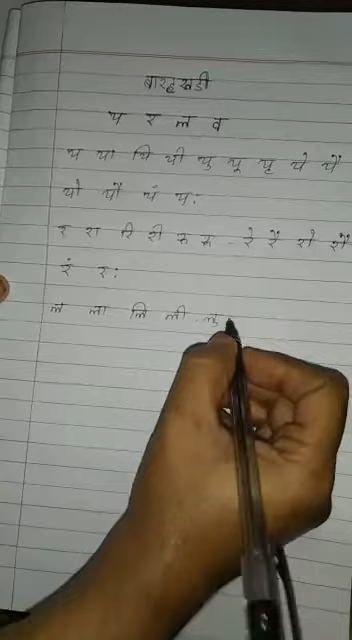 बारहखडी
य र ल व
य या यि यी यु यू यृ ये यै
यो यौ यं यः
र रा रि री रु रू - रे रै रो रौ
रं रः
ल ला लि ली लु